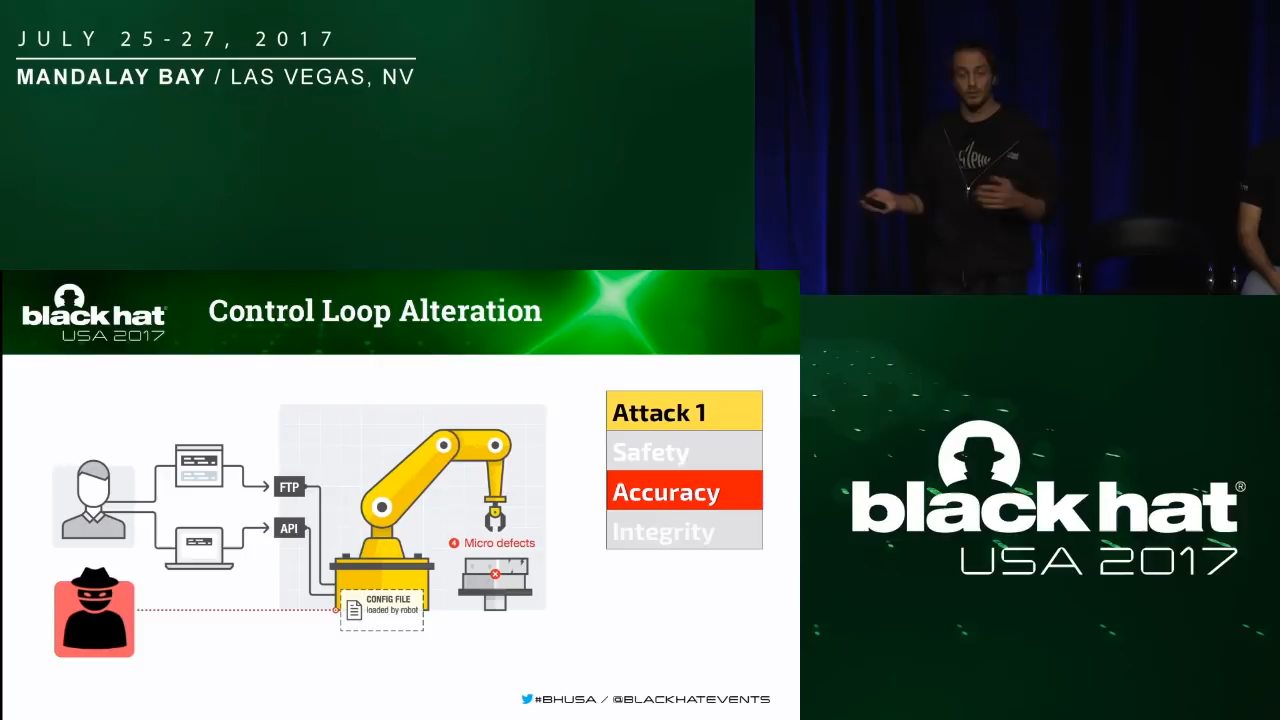 JULY 25-27, 2017
MANDALAY BAY / LAS VEGAS, NV
black hat
USA 2017
Control Loop Alteration
Attack 1
Safety
Accuracy
Integrity
FTP
API
4 Micro defects
CONFIG FILE
loaded by robot
#BHUSA / @BLACKHATEVENTS
black hat®
USA 2017